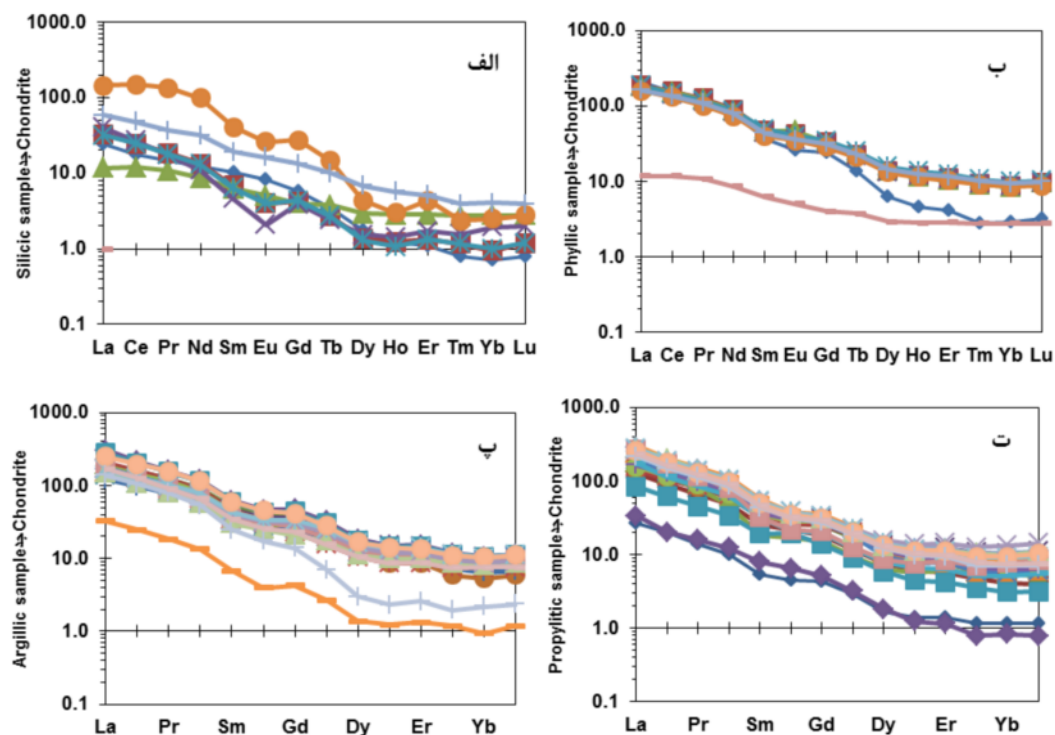 1000.0
100.0
10.0
1.0
0.1
Silicic sample⇒Chondrite
الف
La Ce Pr Nd Sm Eu Gd Tb Dy Ho Er Tm Yb Lu
1000.0
100.0
10.0
1.0
0.1
Phyllic sample⇒Chondrite
ب
La Ce Pr Nd Sm Eu Gd Tb Dy Ho Er Tm Yb Lu
1000.0
100.0
10.0
1.0
0.1
Argillic sample⇒Chondrite
پ
La Pr Sm Gd Dy Er Yb
1000.0
100.0
10.0
1.0
0.1
Propylitic sample⇒Chondrite
ت
La Pr Sm Gd Dy Er Yb